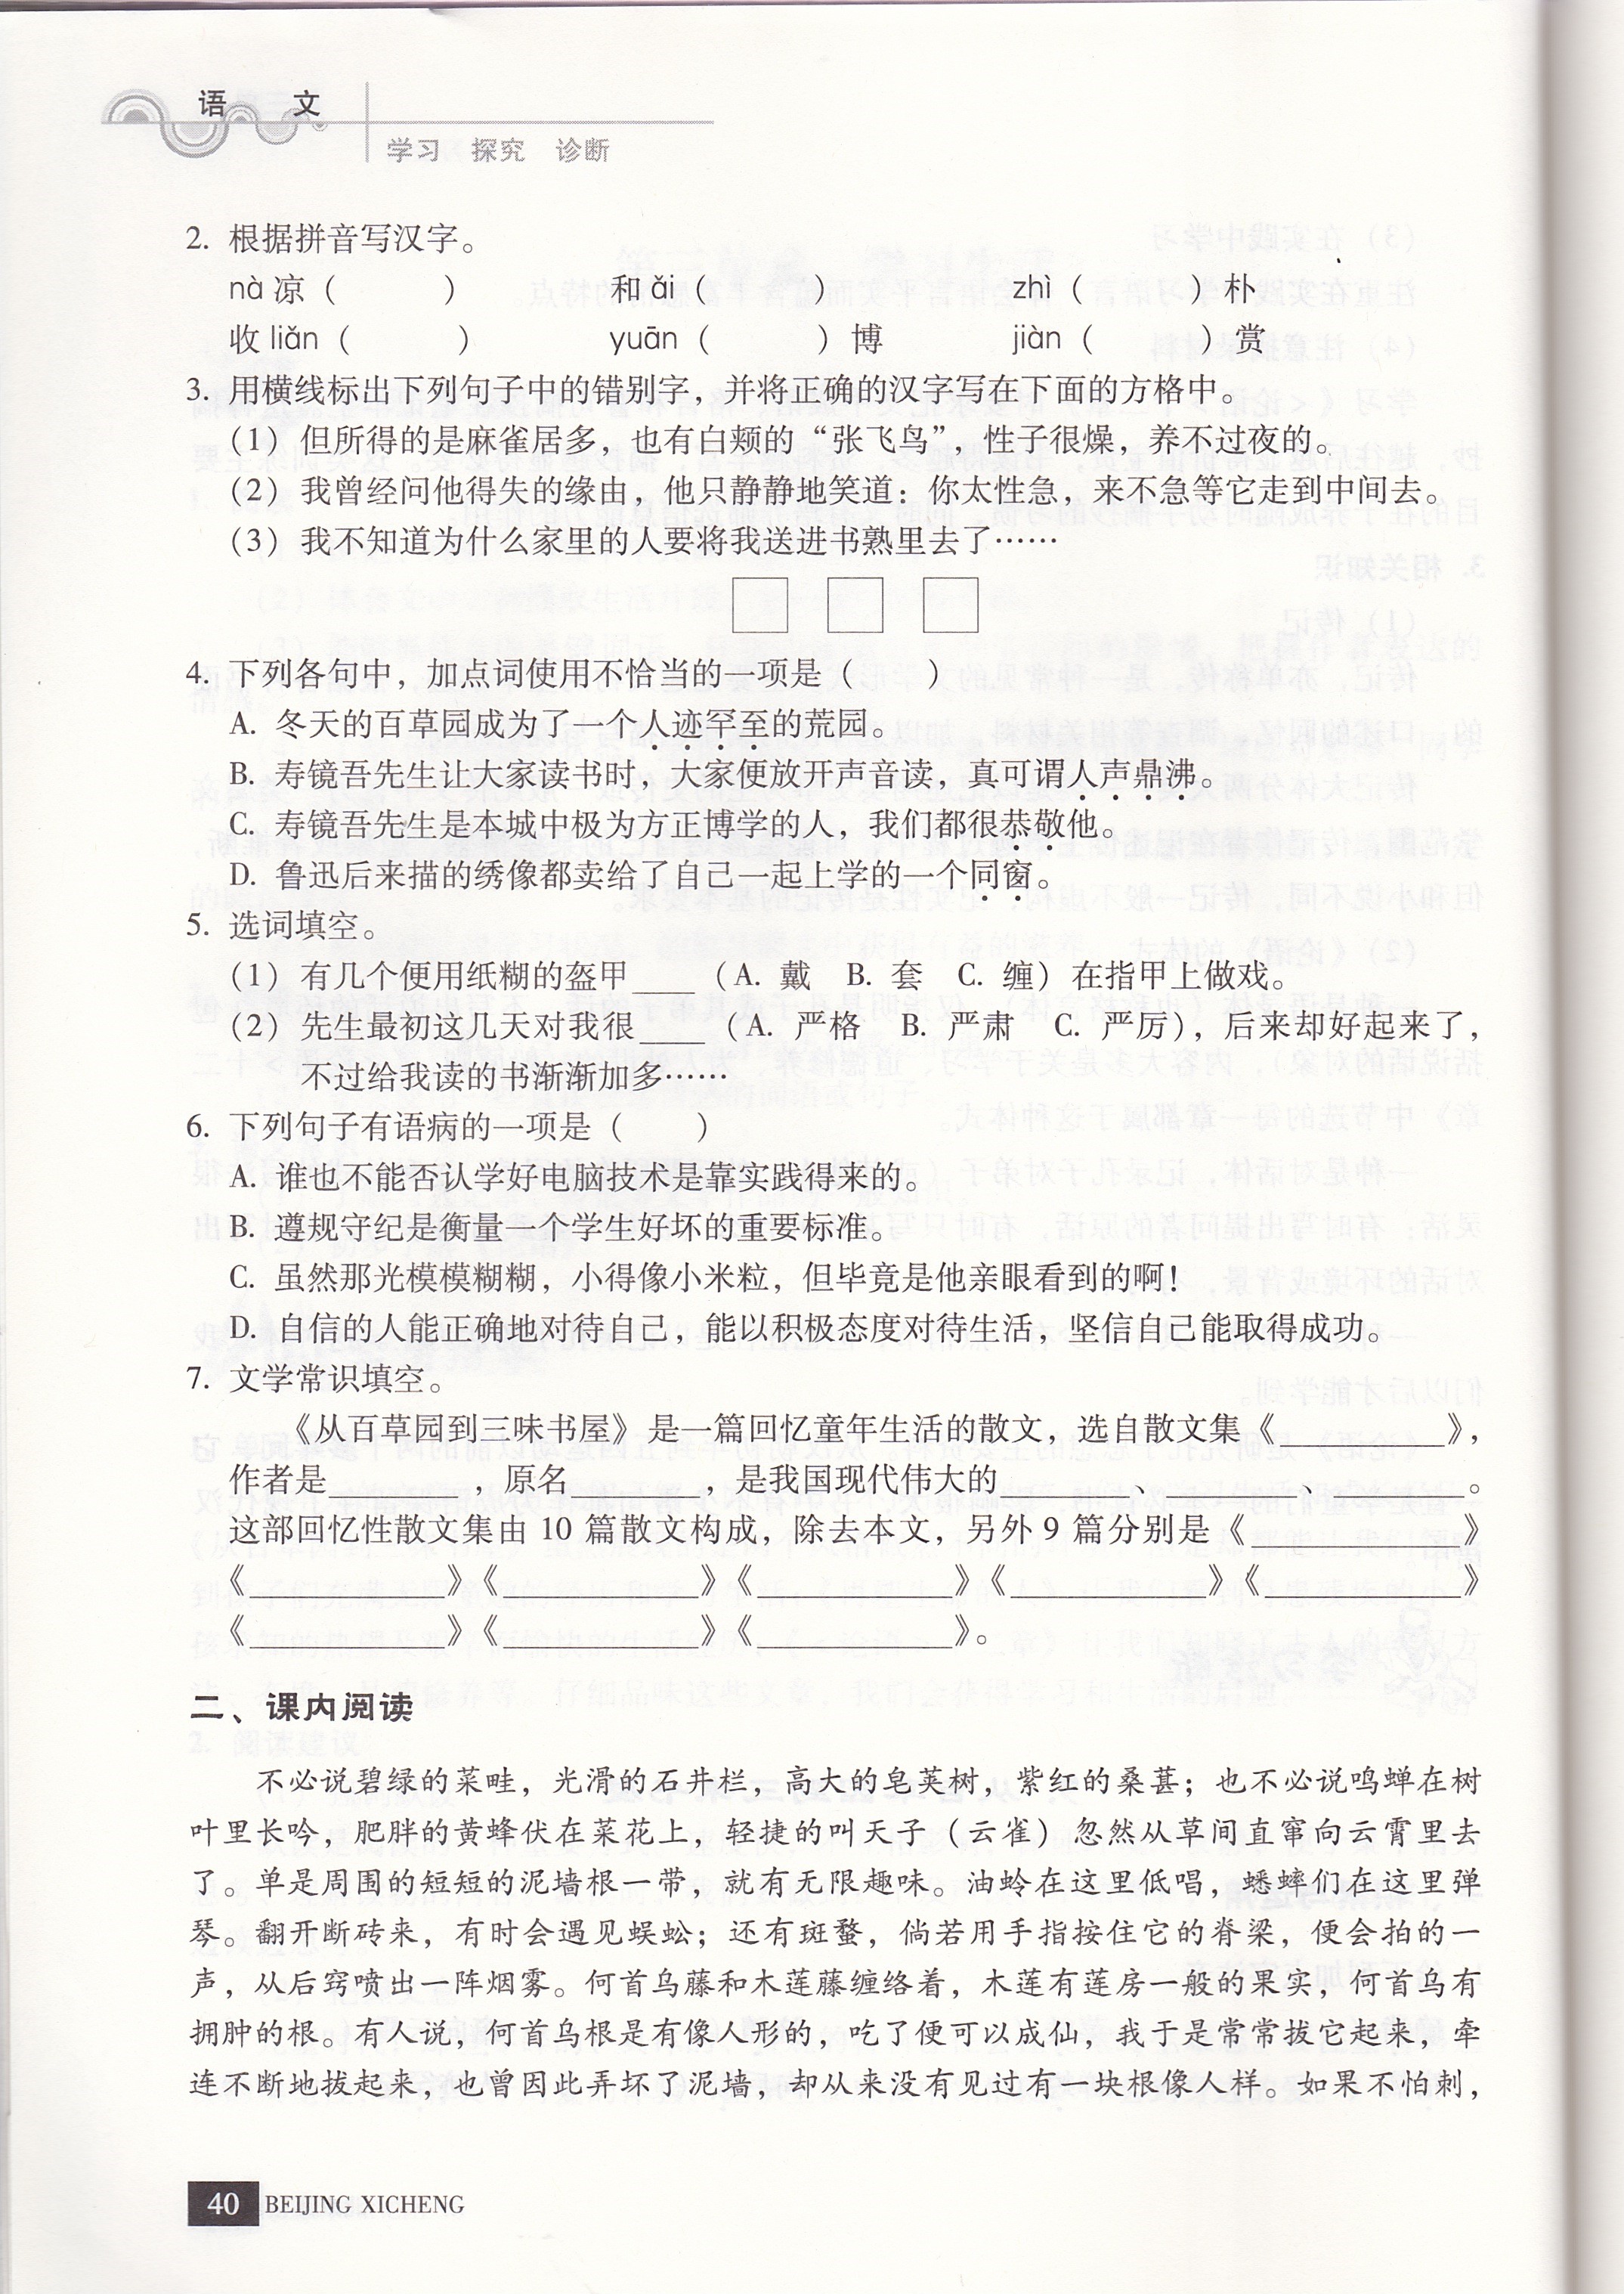 语 文
学习 探究 诊断
2. 根据拼音写汉字。
nà 凉（ ） 和 ǎi（ ） zhì（ ）朴
收 liǎn（ ） yuān（ ）博 jiàn（ ）赏
3. 用横线标出下列句子中的错别字，并将正确的汉字写在下面的方格中。
（1）但所得的是麻雀居多，也有白颊的“张飞鸟”，性子很燥，养不过夜的。
（2）我曾经问他得失的缘由，他只静静地笑道：你太性急，来不急等它走到中间去。
（3）我不知道为什么家里的人要将我送进书熟里去了……
4. 下列各句中，加点词使用不恰当的一项是（ ）
A. 冬天的百草园成为了一个人迹罕至的荒园。
B. 寿镜吾先生让大家读书时，大家便放开声音读，真可谓人声鼎沸。
C. 寿镜吾先生是本城中极为方正博学的人，我们都很恭敬他。
D. 鲁迅后来描的绣像都卖给了自己一起上学的一个同窗。
5. 选词填空。
（1）有几个便用纸糊的盔甲____（A. 戴 B. 套 C. 缠）在指甲上做戏。
（2）先生最初这几天对我很____（A. 严格 B. 严肃 C. 严厉），后来却好起来了，
不过给我读的书渐渐加多……
6. 下列句子有语病的一项是（ ）
A. 谁也不能否认学好电脑技术是靠实践得来的。
B. 遵规守纪是衡量一个学生好坏的重要标准。
C. 虽然那光模模糊糊，小得像小米粒，但毕竟是他亲眼看到的啊！
D. 自信的人能正确地对待自己，能以积极态度对待生活，坚信自己能取得成功。
7. 文学常识填空。
《从百草园到三味书屋》是一篇回忆童年生活的散文，选自散文集《__________》，
作者是________，原名________，是我国现代伟大的________、________、________。
这部回忆性散文集由 10 篇散文构成，除去本文，另外 9 篇分别是《____________》
《____________》《____________》《____________》《____________》《____________》
《____________》《____________》《____________》。
二、课内阅读
不必说碧绿的菜畦，光滑的石井栏，高大的皂荚树，紫红的桑葚；也不必说鸣蝉在树
叶里长吟，肥胖的黄蜂伏在菜花上，轻捷的叫天子（云雀）忽然从草间直窜向云霄里去
了。单是周围的短短的泥墙根一带，就有无限趣味。油蛉在这里低唱，蟋蟀们在这里弹
琴。翻开断砖来，有时会遇见蜈蚣；还有斑蝥，倘若用手指按住它的脊梁，便会拍的一
声，从后窍喷出一阵烟雾。何首乌藤和木莲藤缠络着，木莲有莲房一般的果实，何首乌有
拥肿的根。有人说，何首乌根是有像人形的，吃了便可以成仙，我于是常常拔它起来，牵
连不断地拔起来，也曾因此弄坏了泥墙，却从来没有见过有一块根像人样。如果不怕刺，
40 BEIJING XICHENG